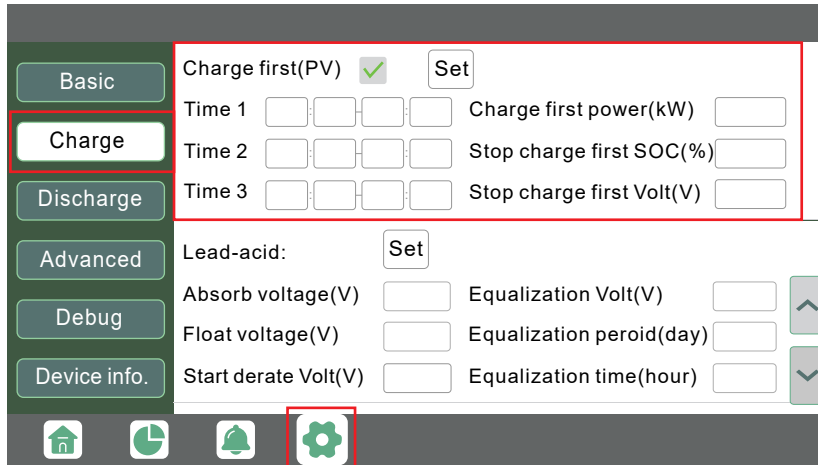 Basic
Charge
Discharge
Advanced
Debug
Device info.
Charge first(PV) Set
Time 1 : - : Charge first power(kW)
Time 2 : - : Stop charge first SOC(%)
Time 3 : - : Stop charge first Volt(V)
Lead-acid: Set
Absorb voltage(V) Equalization Volt(V)
Float voltage(V) Equalization peroid(day)
Start derate Volt(V) Equalization time(hour)